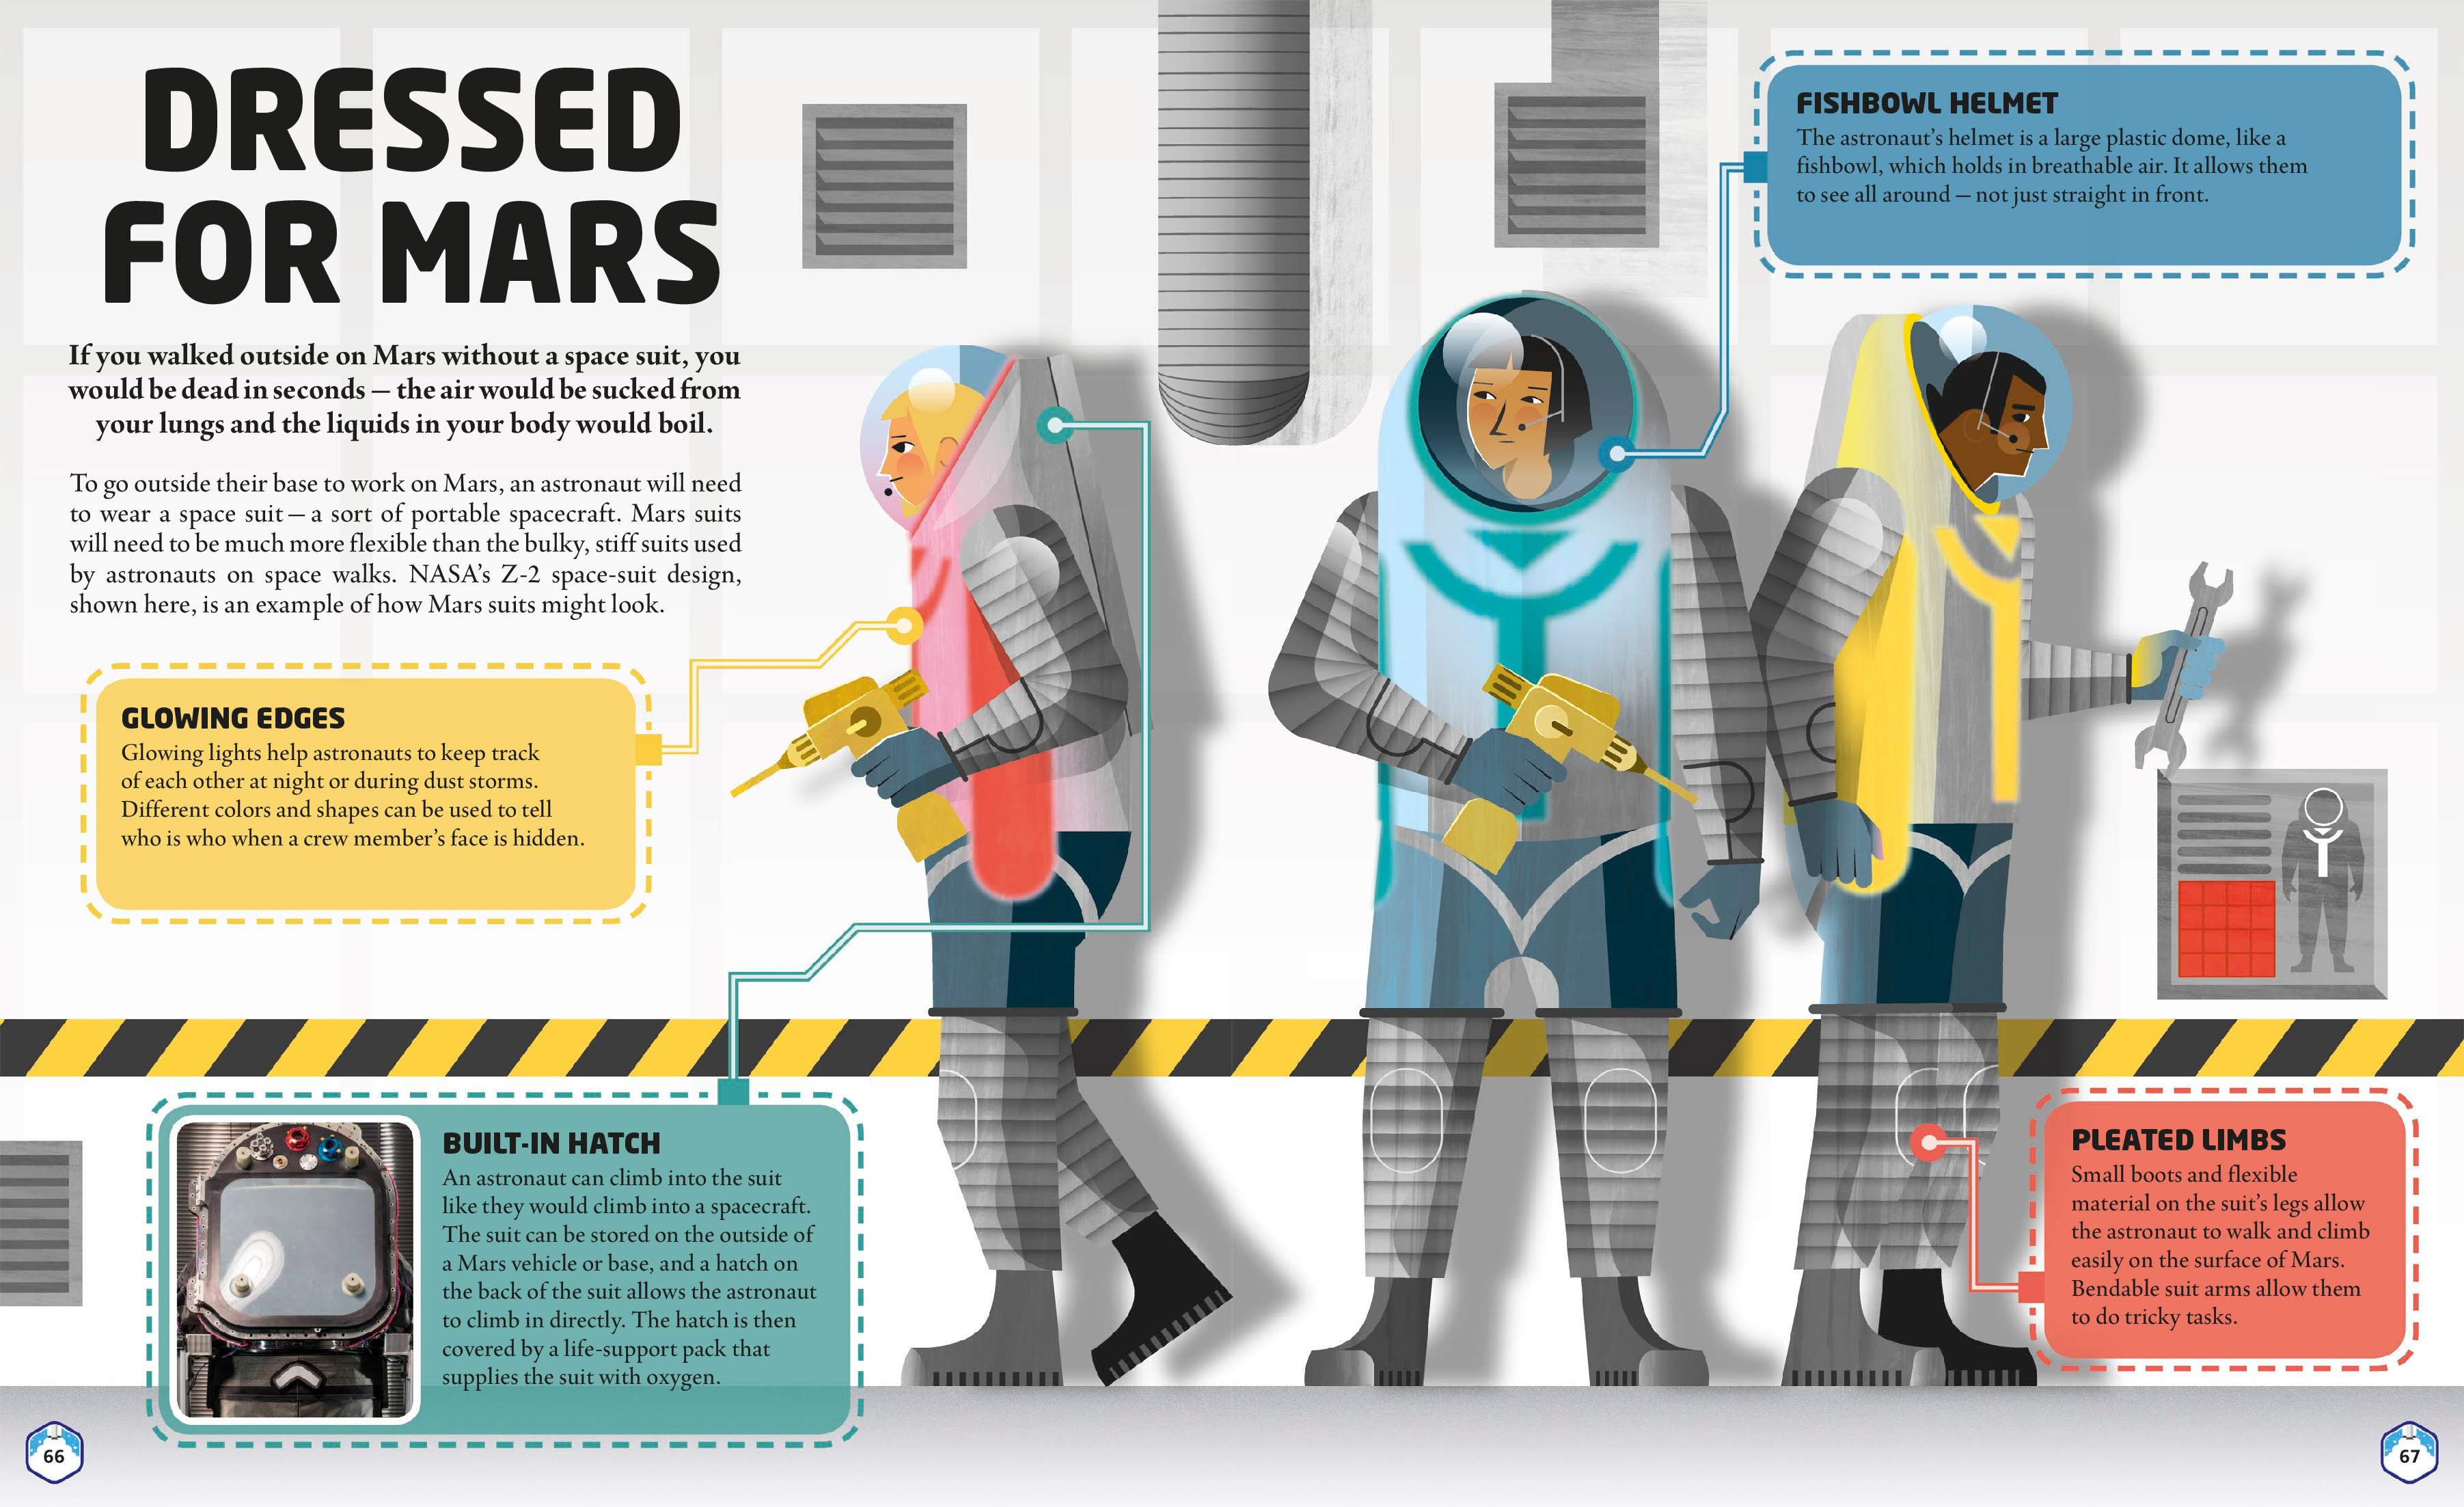 DRESSED
FOR MARS
If you walked outside on Mars without a space suit, you
would be dead in seconds – the air would be sucked from
your lungs and the liquids in your body would boil.
To go outside their base to work on Mars, an astronaut will need
to wear a space suit – a sort of portable spacecraft. Mars suits
will need to be much more flexible than the bulky, stiff suits used
by astronauts on space walks. NASA’s Z-2 space-suit design,
shown here, is an example of how Mars suits might look.
GLOWING EDGES
Glowing lights help astronauts to keep track
of each other at night or during dust storms.
Different colors and shapes can be used to tell
who is who when a crew member’s face is hidden.
BUILT-IN HATCH
An astronaut can climb into the suit
like they would climb into a spacecraft.
The suit can be stored on the outside of
a Mars vehicle or base, and a hatch on
the back of the suit allows the astronaut
to climb in directly. The hatch is then
covered by a life-support pack that
supplies the suit with oxygen.
66
FISHBOWL HELMET
The astronaut’s helmet is a large plastic dome, like a
fishbowl, which holds in breathable air. It allows them
to see all around – not just straight in front.
PLEATED LIMBS
Small boots and flexible
material on the suit’s legs allow
the astronaut to walk and climb
easily on the surface of Mars.
Bendable suit arms allow them
to do tricky tasks.
67